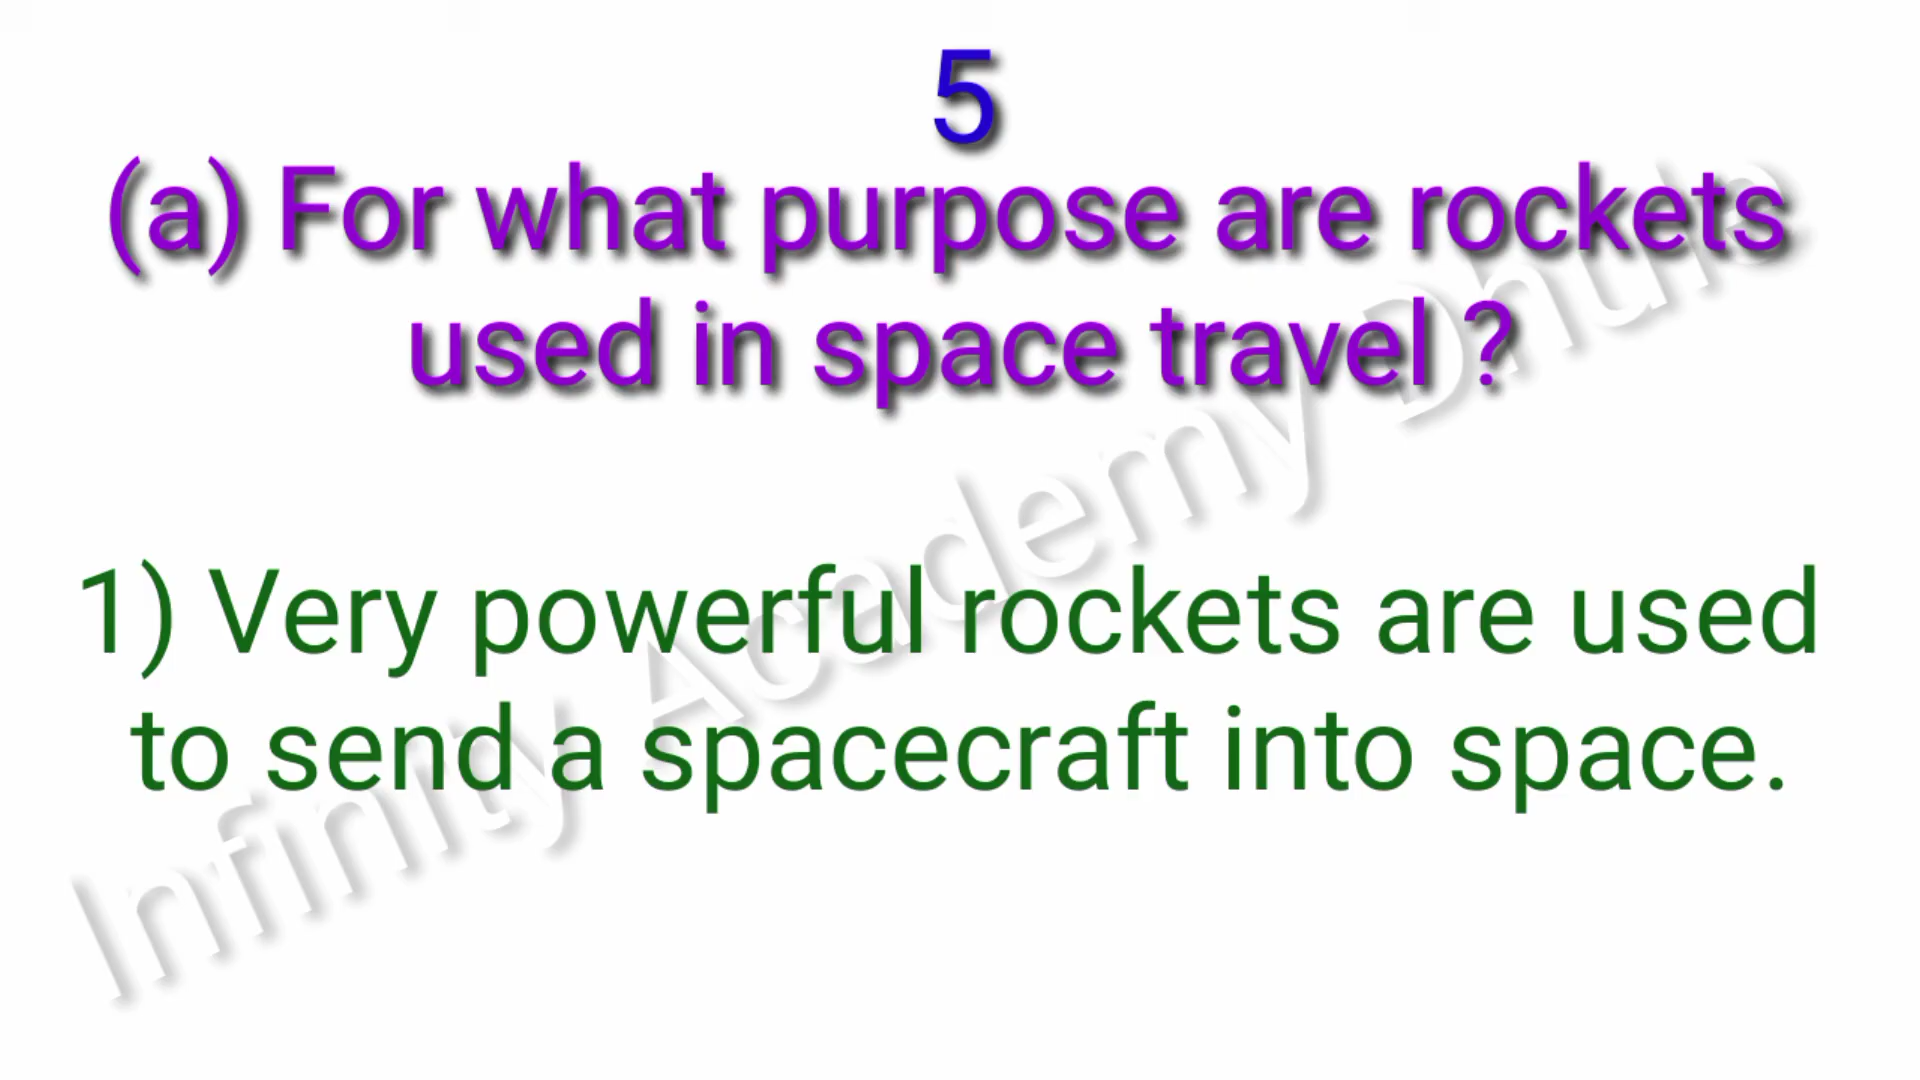 5
(a) For what purpose are rockets
used in space travel ?
1) Very powerful rockets are used
to send a spacecraft into space.
Infinity Academy Dhule